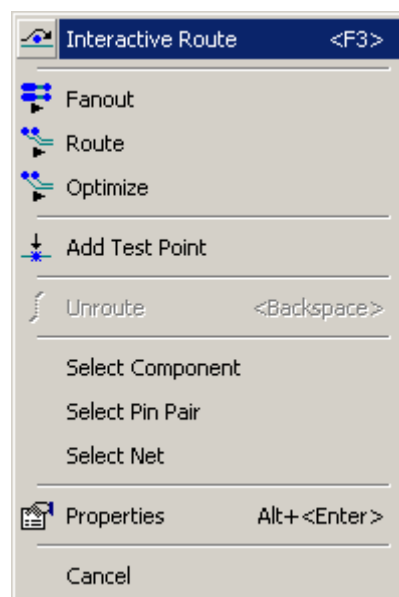 Interactive Route <F3>
Fanout
Route
Optimize
Add Test Point
Unroute <Backspace>
Select Component
Select Pin Pair
Select Net
Properties Alt+<Enter>
Cancel